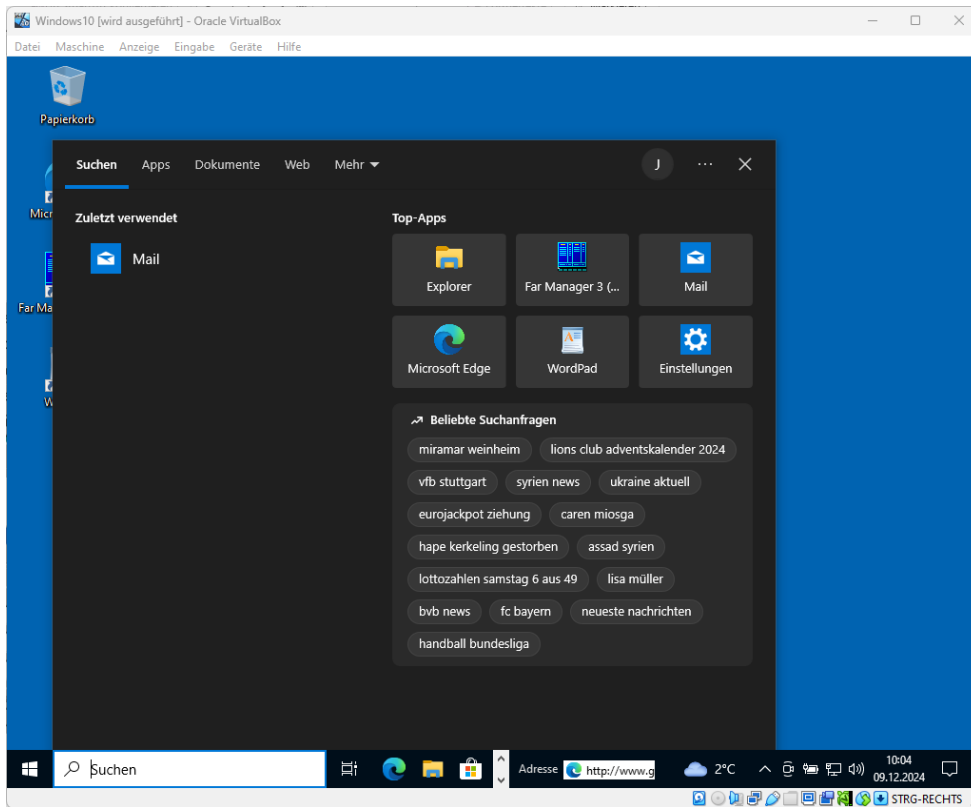 Windows10 [wird ausgeführt] - Oracle VirtualBox
Datei Maschine Anzeige Eingabe Geräte Hilfe
Papierkorb
Suchen Apps Dokumente Web Mehr J ...
Micr
Zuletzt verwendet
Mail
Top-Apps
Explorer Far Manager 3 (... Mail
Far Ma
Microsoft Edge WordPad Einstellungen
W
Beliebte Suchanfragen
miramar weinheim lions club adventskalender 2024
vfb stuttgart syrien news ukraine aktuell
eurojackpot ziehung caren miosga
hape kerkeling gestorben assad syrien
lottozahlen samstag 6 aus 49 lisa müller
bvb news fc bayern neueste nachrichten
handball bundesliga
Suchen Adresse http://www.g 2°C 10:04
09.12.2024
STRG-RECHTS